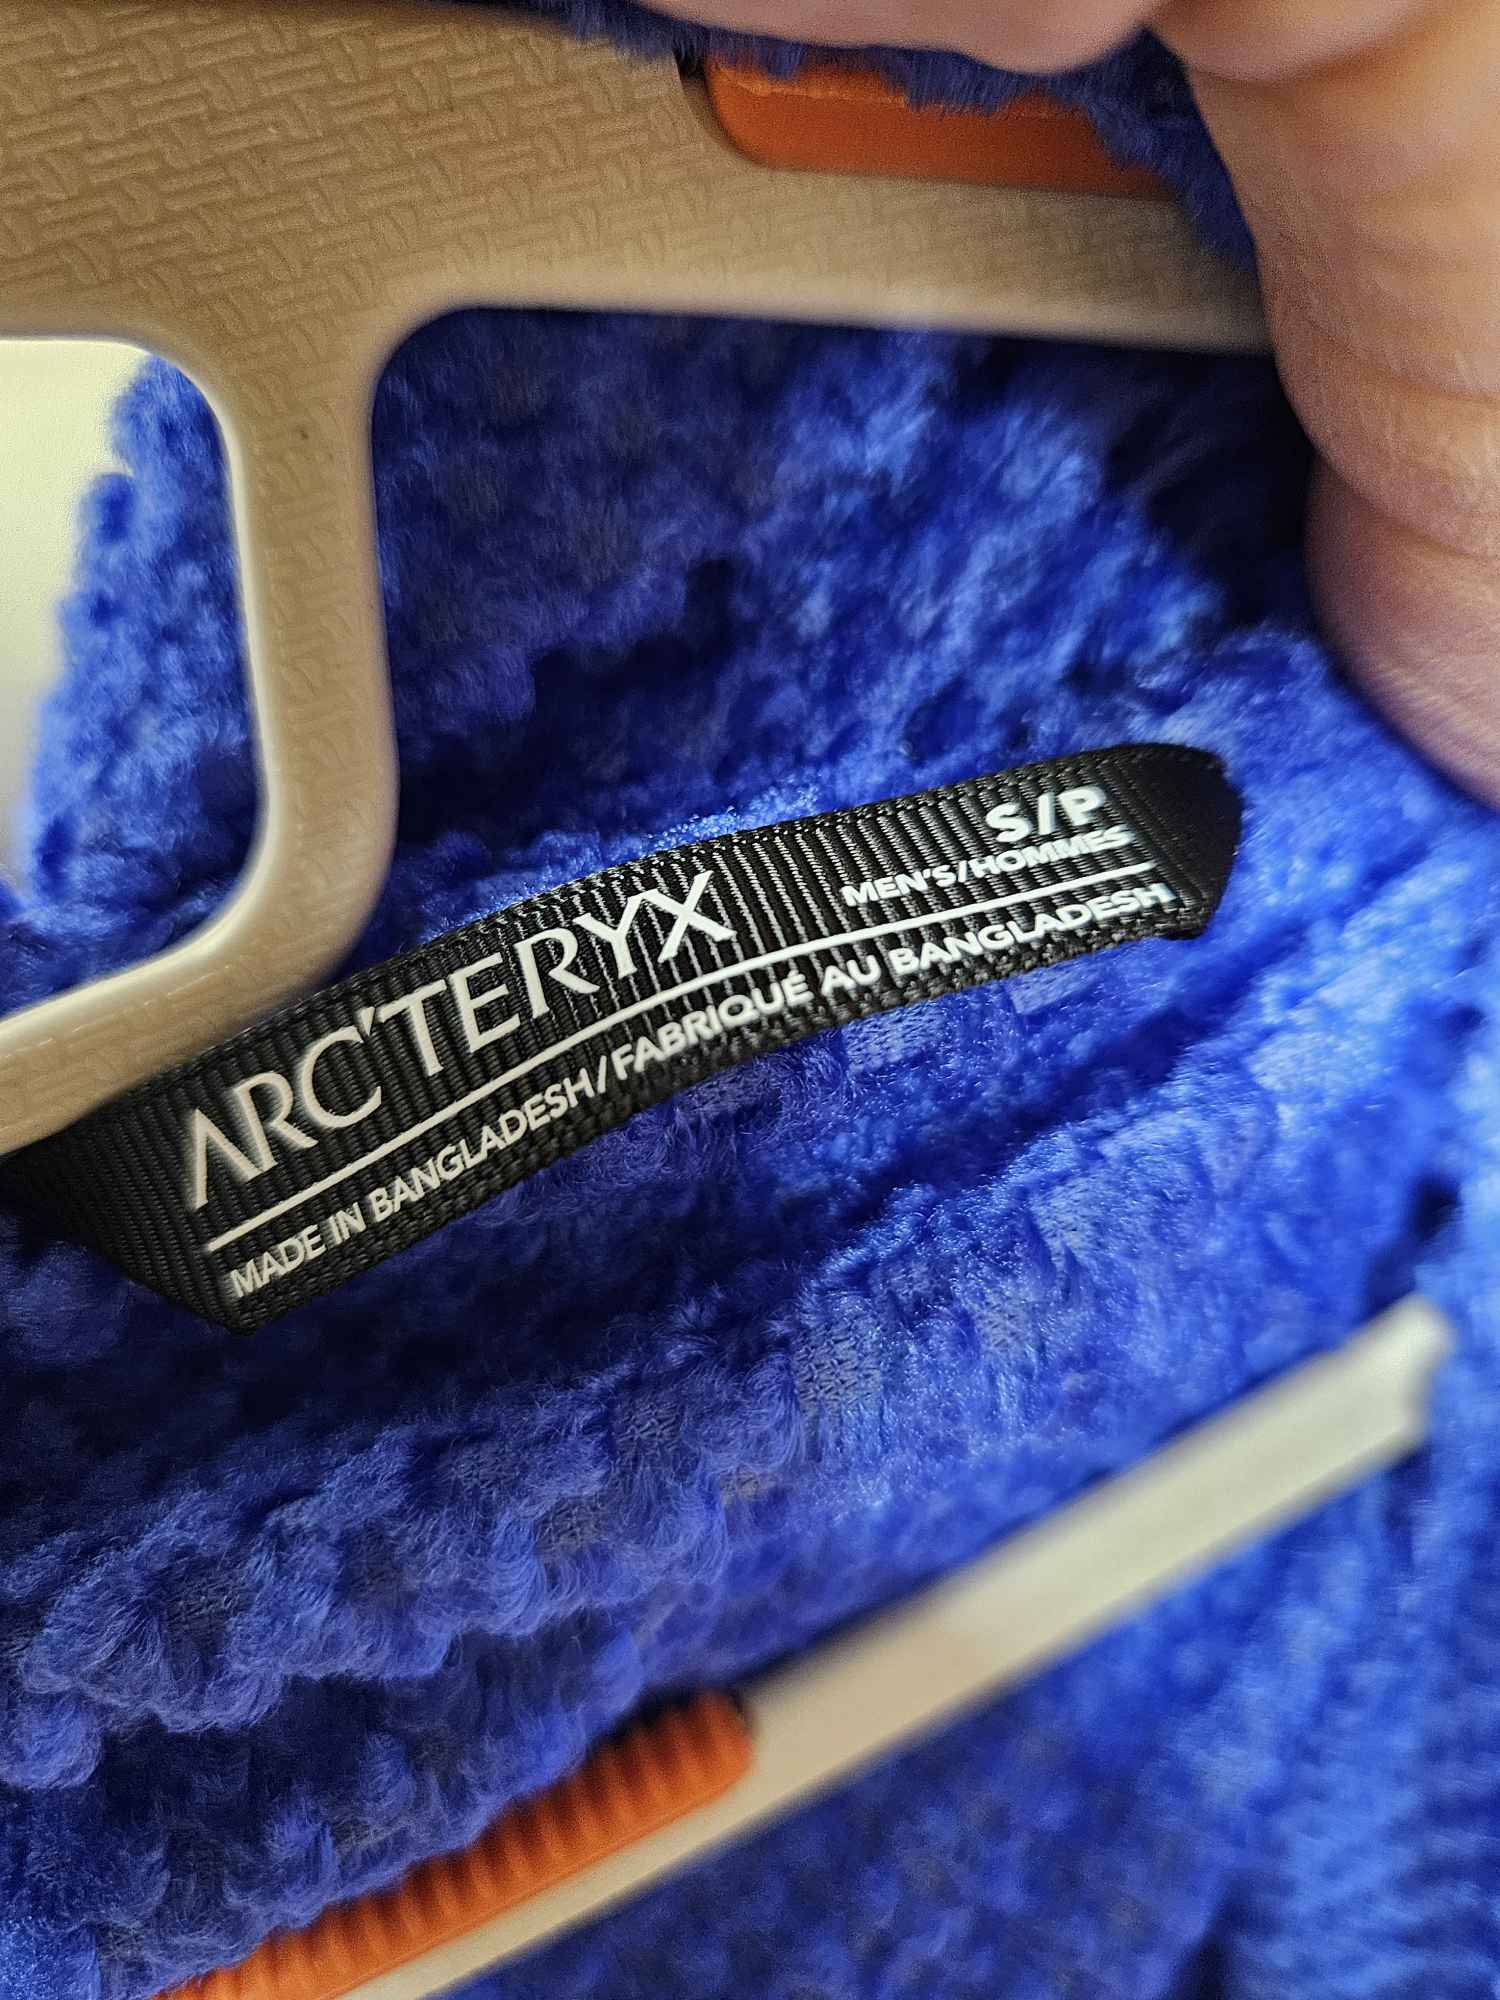 ARC'TERYX
S/P
MEN'S/HOMMES
MADE IN BANGLADESH/FABRIQUÉ AU BANGLADESH